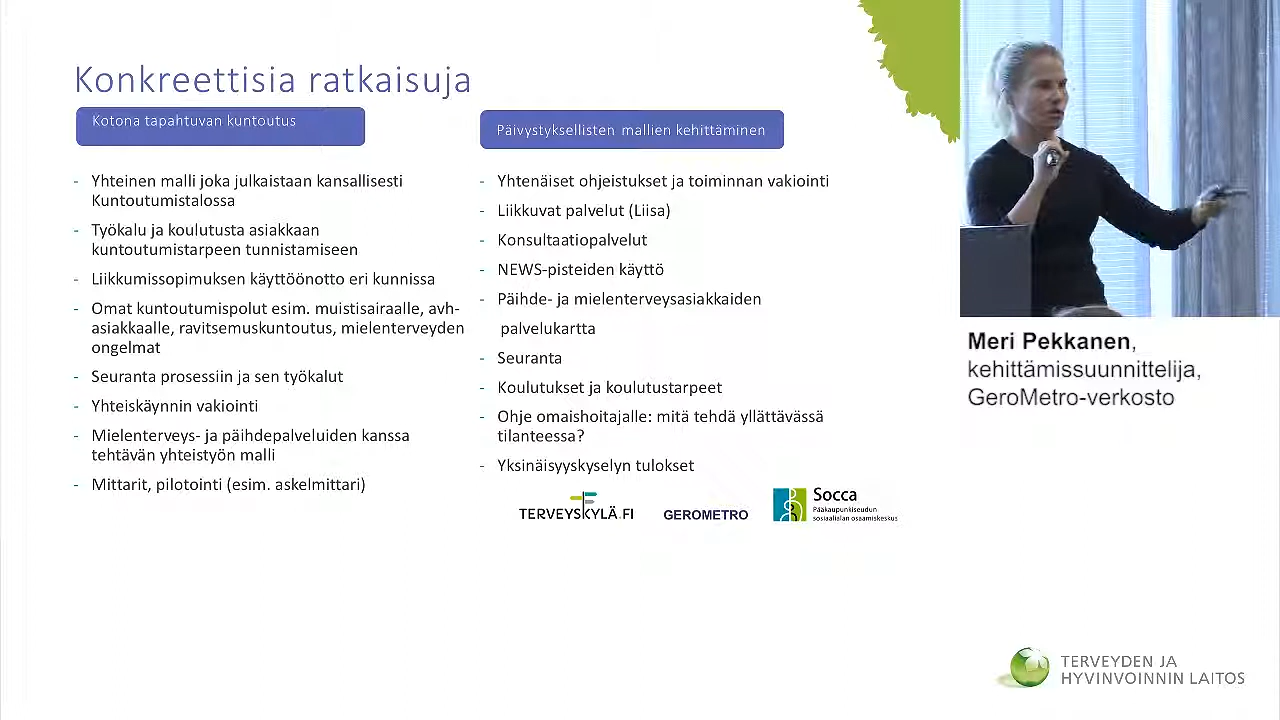 Konkreettisia ratkaisuja
Kotona tapahtuvan kuntoutus
- Yhteinen malli joka julkaistaan kansallisesti
Kuntoutumistalossa
- Työkalu ja koulutusta asiakkaan
kuntoutumistarpeen tunnistamiseen
- Liikkumissopimuksen käyttöönotto eri kunnissa
- Omat kuntoutumispolut esim. muistisairaalle, avh-
asiakkaalle, ravitsemuskuntoutus, mielenterveyden
ongelmat
- Seuranta prosessiin ja sen työkalut
- Yhteiskäynnin vakiointi
- Mielenterveys- ja päihdepalveluiden kanssa
tehtävän yhteistyön malli
- Mittarit, pilotointi (esim. askelmittari)
Päivystyksellisten mallien kehittäminen
- Yhtenäiset ohjeistukset ja toiminnan vakiointi
- Liikkuvat palvelut (Liisa)
- Konsultaatiopalvelut
- NEWS-pisteiden käyttö
- Päihde- ja mielenterveysasiakkaiden
palvelukartta
- Seuranta
- Koulutukset ja koulutustarpeet
- Ohje omaishoitajalle: mitä tehdä yllättävässä
tilanteessa?
- Yksinäisyyskyselyn tulokset
TERVEYSKYLÄ.FI
GEROMETRO
Socca
Pääkaupunkiseudun
sosiaalialan osaamiskeskus
Meri Pekkanen,
kehittämissuunnittelija,
GeroMetro-verkosto
TERVEYDEN JA
HYVINVOINNIN LAITOS